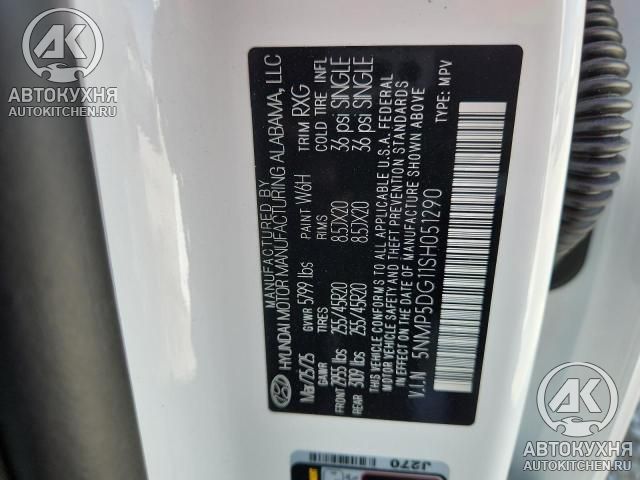 MANUFACTURED BY
HYUNDAI MOTOR MANUFACTURING ALABAMA, LLC
Mar/25/25 GVWR 5799 lbs PAINT W6H TRIM RXG
GAWR TIRES RIMS COLD TIRE INFL
FRONT 2955 lbs 255/45R20 8.5JX20 36 psi SINGLE
REAR 3109 lbs 255/45R20 8.5JX20 36 psi SINGLE
THIS VEHICLE CONFORMS TO ALL APPLICABLE U.S.A. FEDERAL
MOTOR VEHICLE SAFETY AND THEFT PREVENTION STANDARDS
IN EFFECT ON THE DATE OF MANUFACTURE SHOWN ABOVE
V.I.N 5NMP5DG11SH051290 TYPE: MPV
J270
АВТОКУХНЯ
AUTOKITCHEN.RU
АВТОКУХНЯ
AUTOKITCHEN.RU